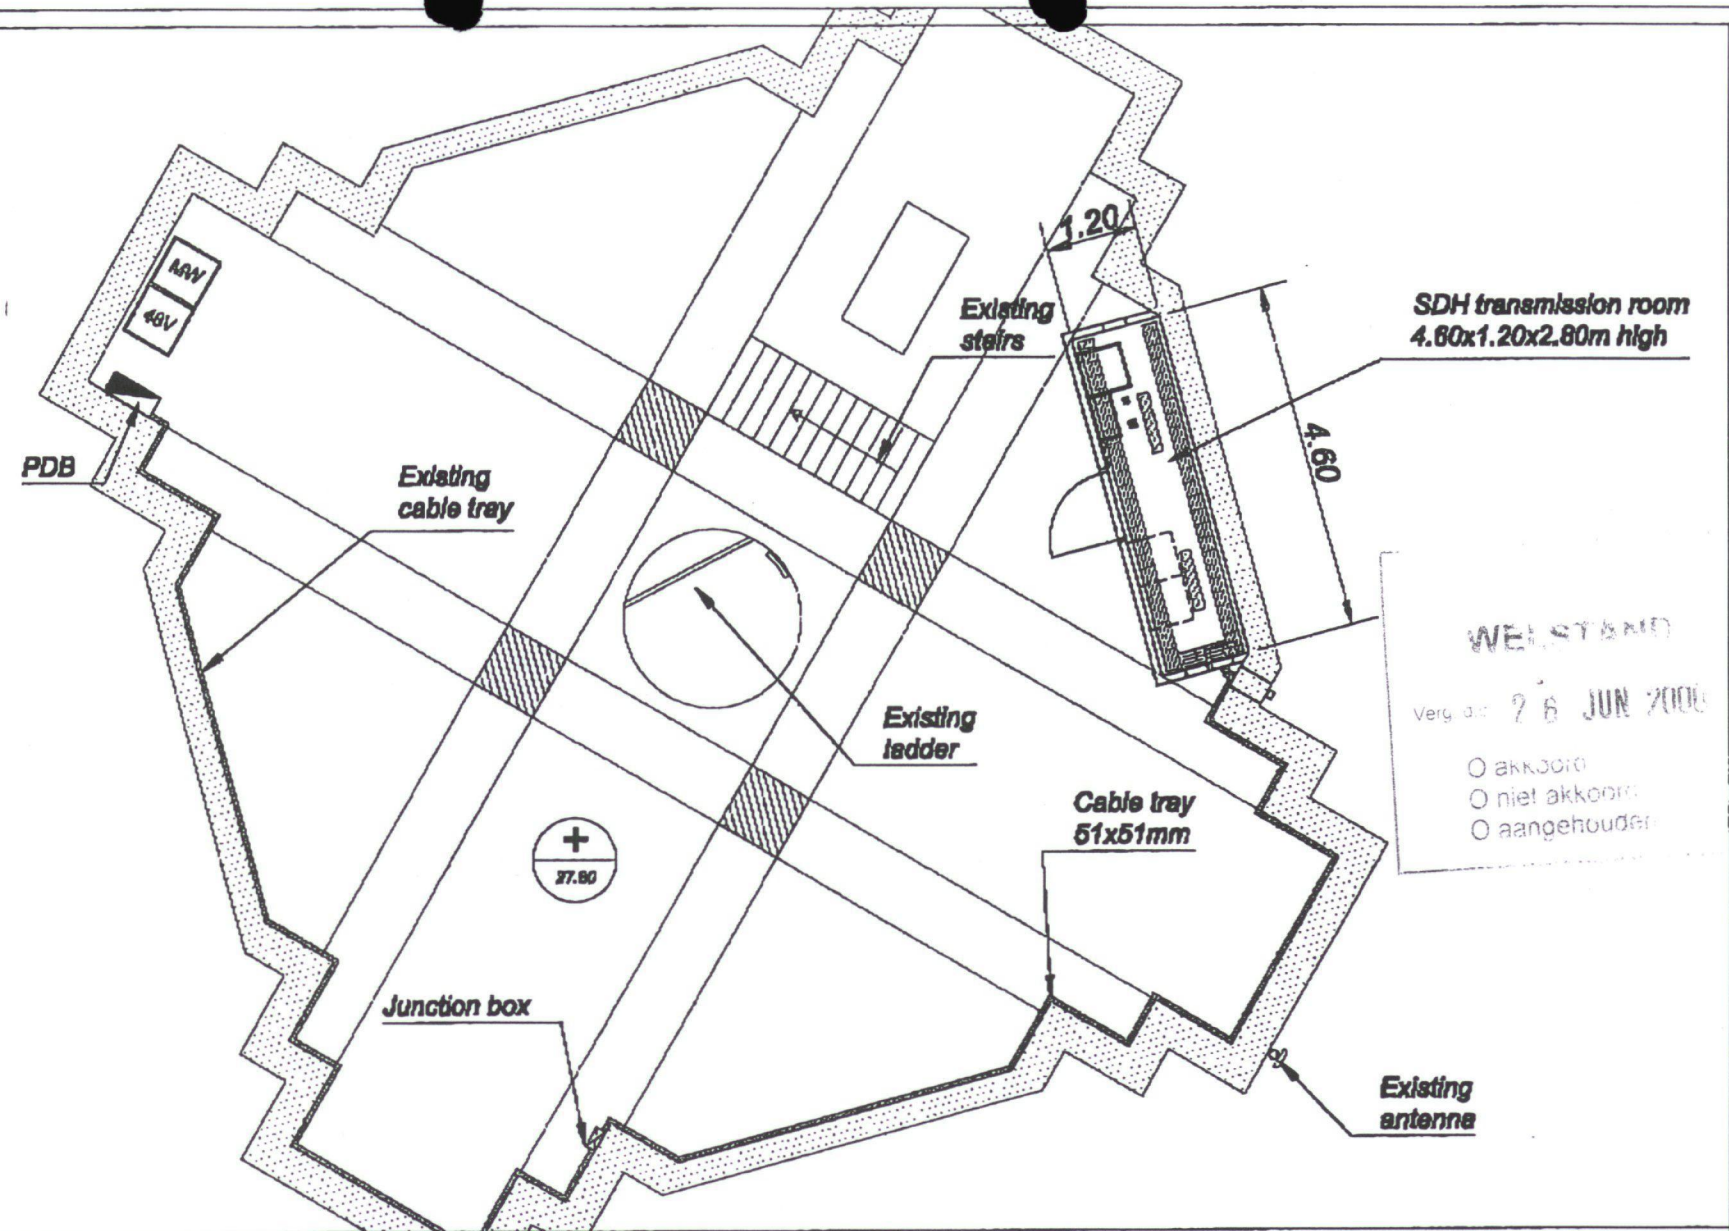 1.20
MW
48V
Existing
stairs
SDH transmission room
4.60x1.20x2.80m high
4.60
PDB
Existing
cable tray
WELSTAND
Verg. d.d. 26 JUN 2000
O akkoord
O niet akkoord
O aangehouden
Existing
ladder
Cable tray
51x51mm
+
27.80
Junction box
Existing
antenna